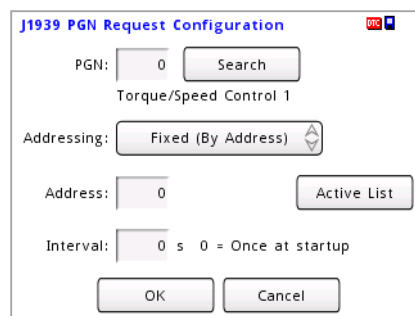 J1939 PGN Request Configuration DTC
PGN: 0 Search
Torque/Speed Control 1
Addressing: Fixed (By Address)
Address: 0 Active List
Interval: 0 s 0 = Once at startup
OK Cancel